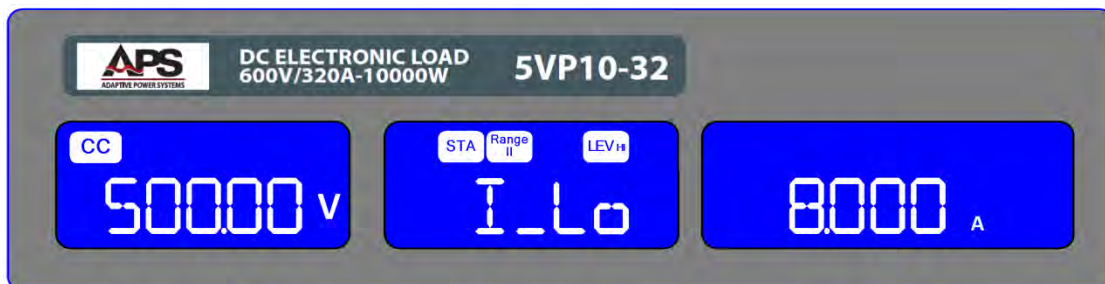 APS
ADAPTIVE POWER SYSTEMS
DC ELECTRONIC LOAD
600V/320A-10000W
5VP10-32
CC
500.00 V
STA Range II LEV HI
I_Lo
8.000 A